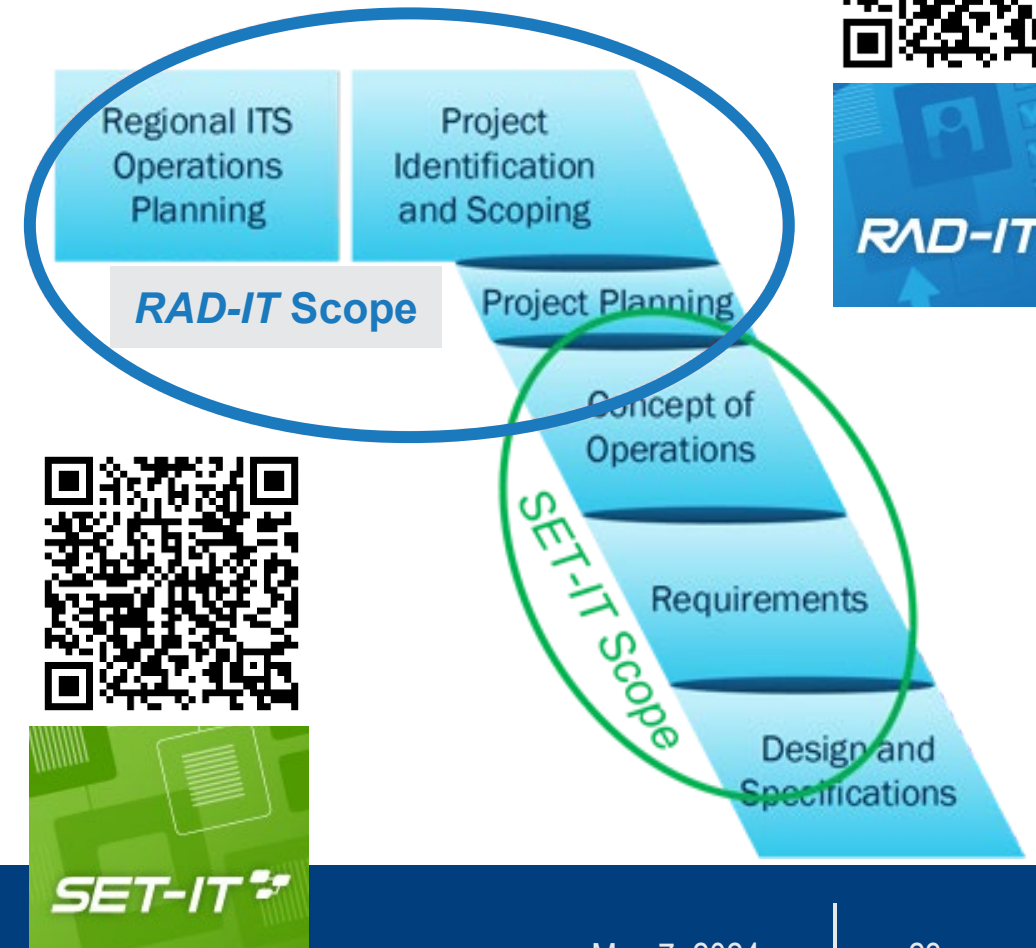 Regional ITS
Operations
Planning
Project
Identification
and Scoping
RAD-IT
RAD-IT Scope
Project Planning
Concept of
Operations
SET-IT Scope
Requirements
Design and
Specifications
SET-IT